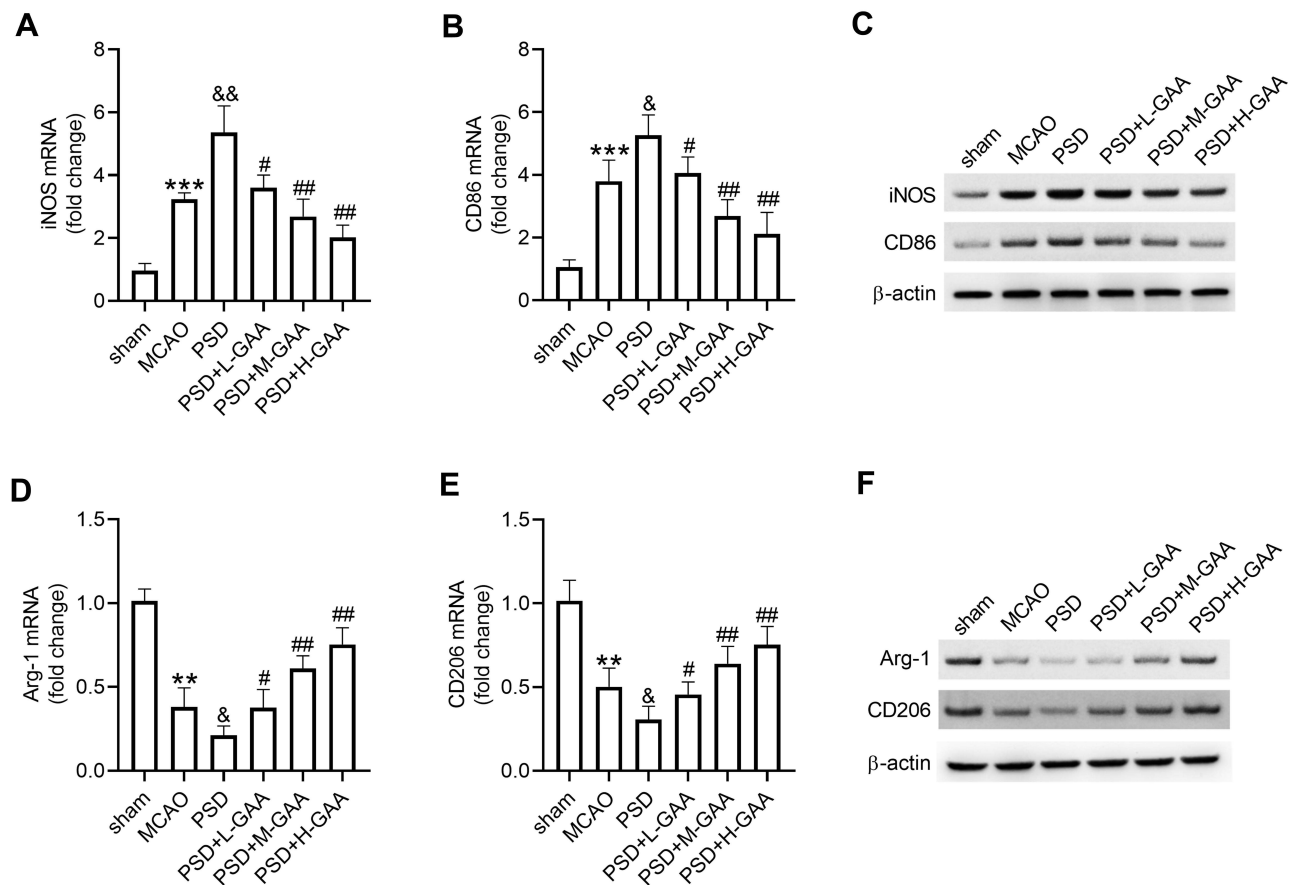 A
iNOS mRNA
(fold change)
8
6
4
2
0
***
&&
#
##
##
sham
MCAO
PSD
PSD+L-GAA
PSD+M-GAA
PSD+H-GAA
B
CD86 mRNA
(fold change)
8
6
4
2
0
***
&
#
##
##
sham
MCAO
PSD
PSD+L-GAA
PSD+M-GAA
PSD+H-GAA
C
sham
MCAO
PSD
PSD+L-GAA
PSD+M-GAA
PSD+H-GAA
iNOS
CD86
β-actin
D
Arg-1 mRNA
(fold change)
1.5
1.0
0.5
0.0
**
&
#
##
##
sham
MCAO
PSD
PSD+L-GAA
PSD+M-GAA
PSD+H-GAA
E
CD206 mRNA
(fold change)
1.5
1.0
0.5
0.0
**
&
#
##
##
sham
MCAO
PSD
PSD+L-GAA
PSD+M-GAA
PSD+H-GAA
F
sham
MCAO
PSD
PSD+L-GAA
PSD+M-GAA
PSD+H-GAA
Arg-1
CD206
β-actin